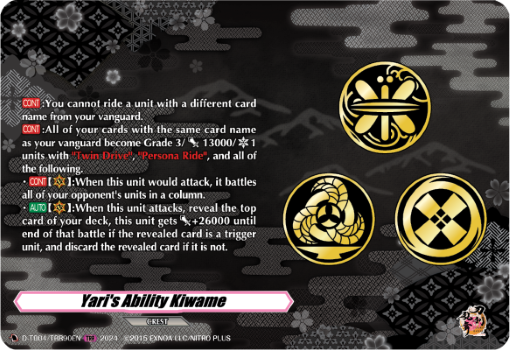 CONT:You cannot ride a unit with a different card
name from your vanguard.
CONT:All of your cards with the same card name
as your vanguard become Grade 3/ 13000/ 1
units with "Twin Drive", "Persona Ride", and all of
the following.
· CONT【】:When this unit would attack, it battles
all of your opponent's units in a column.
· AUTO【】:When this unit attacks, reveal the top
card of your deck, this unit gets +26000 until
end of that battle if the revealed card is a trigger
unit, and discard the revealed card if it is not.
Yari's Ability Kiwame
CREST
2024 ©2015 EXNOA LLC/NITRO PLUS